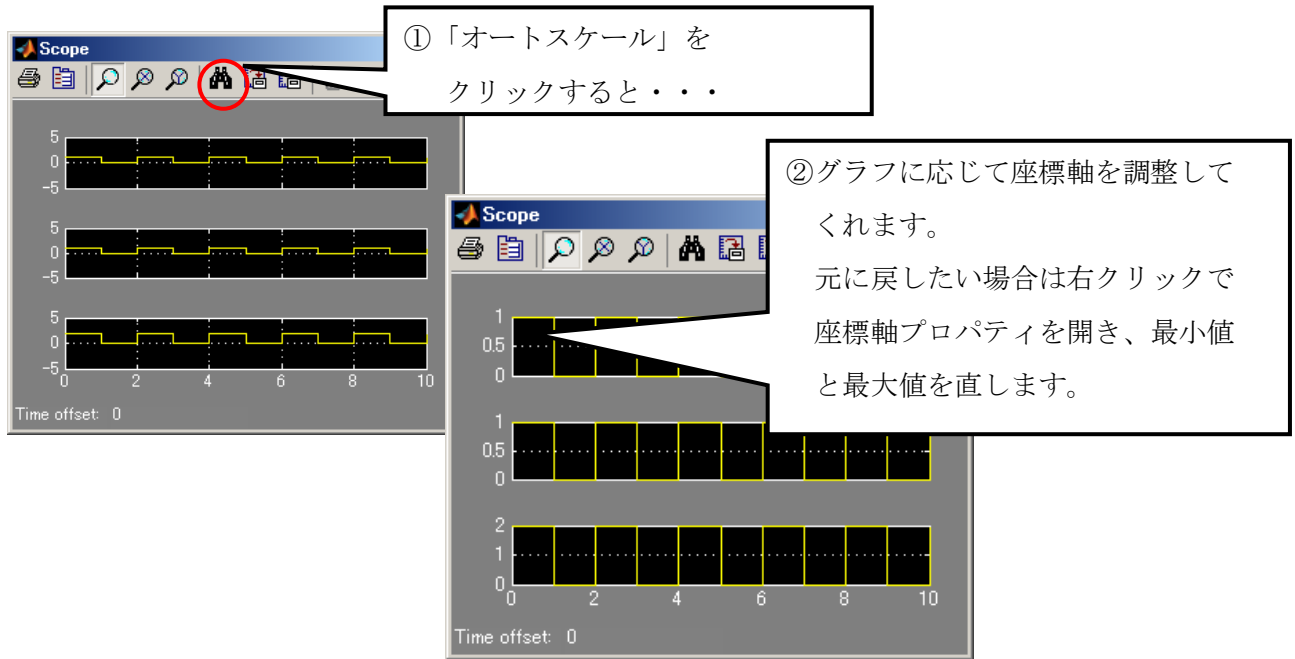 Scope
①「オートスケール」を
クリックすると・・・
5
0
-5
5
0
-5
5
0
-5
0 2 4 6 8 10
Time offset: 0
Scope
②グラフに応じて座標軸を調整して
くれます。
元に戻したい場合は右クリックで
座標軸プロパティを開き、最小値
と最大値を直します。
1
0.5
0
1
0.5
0
2
1
0
0 2 4 6 8 10
Time offset: 0